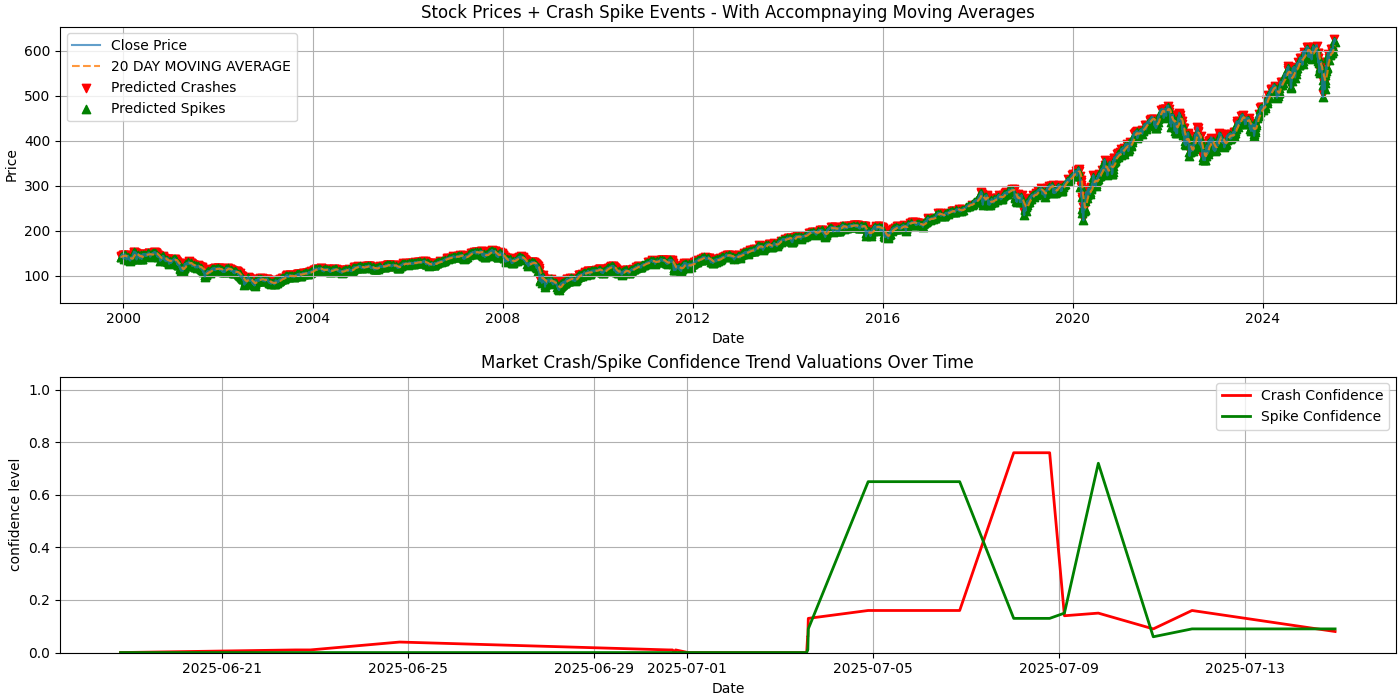 Stock Prices + Crash Spike Events - With Accompnaying Moving Averages
Close Price
20 DAY MOVING AVERAGE
Predicted Crashes
Predicted Spikes
Price
600
500
400
300
200
100
2000 2004 2008 2012 2016 2020 2024
Date
Market Crash/Spike Confidence Trend Valuations Over Time
Crash Confidence
Spike Confidence
confidence level
1.0
0.8
0.6
0.4
0.2
0.0
2025-06-21 2025-06-25 2025-06-29 2025-07-01 2025-07-05 2025-07-09 2025-07-13
Date